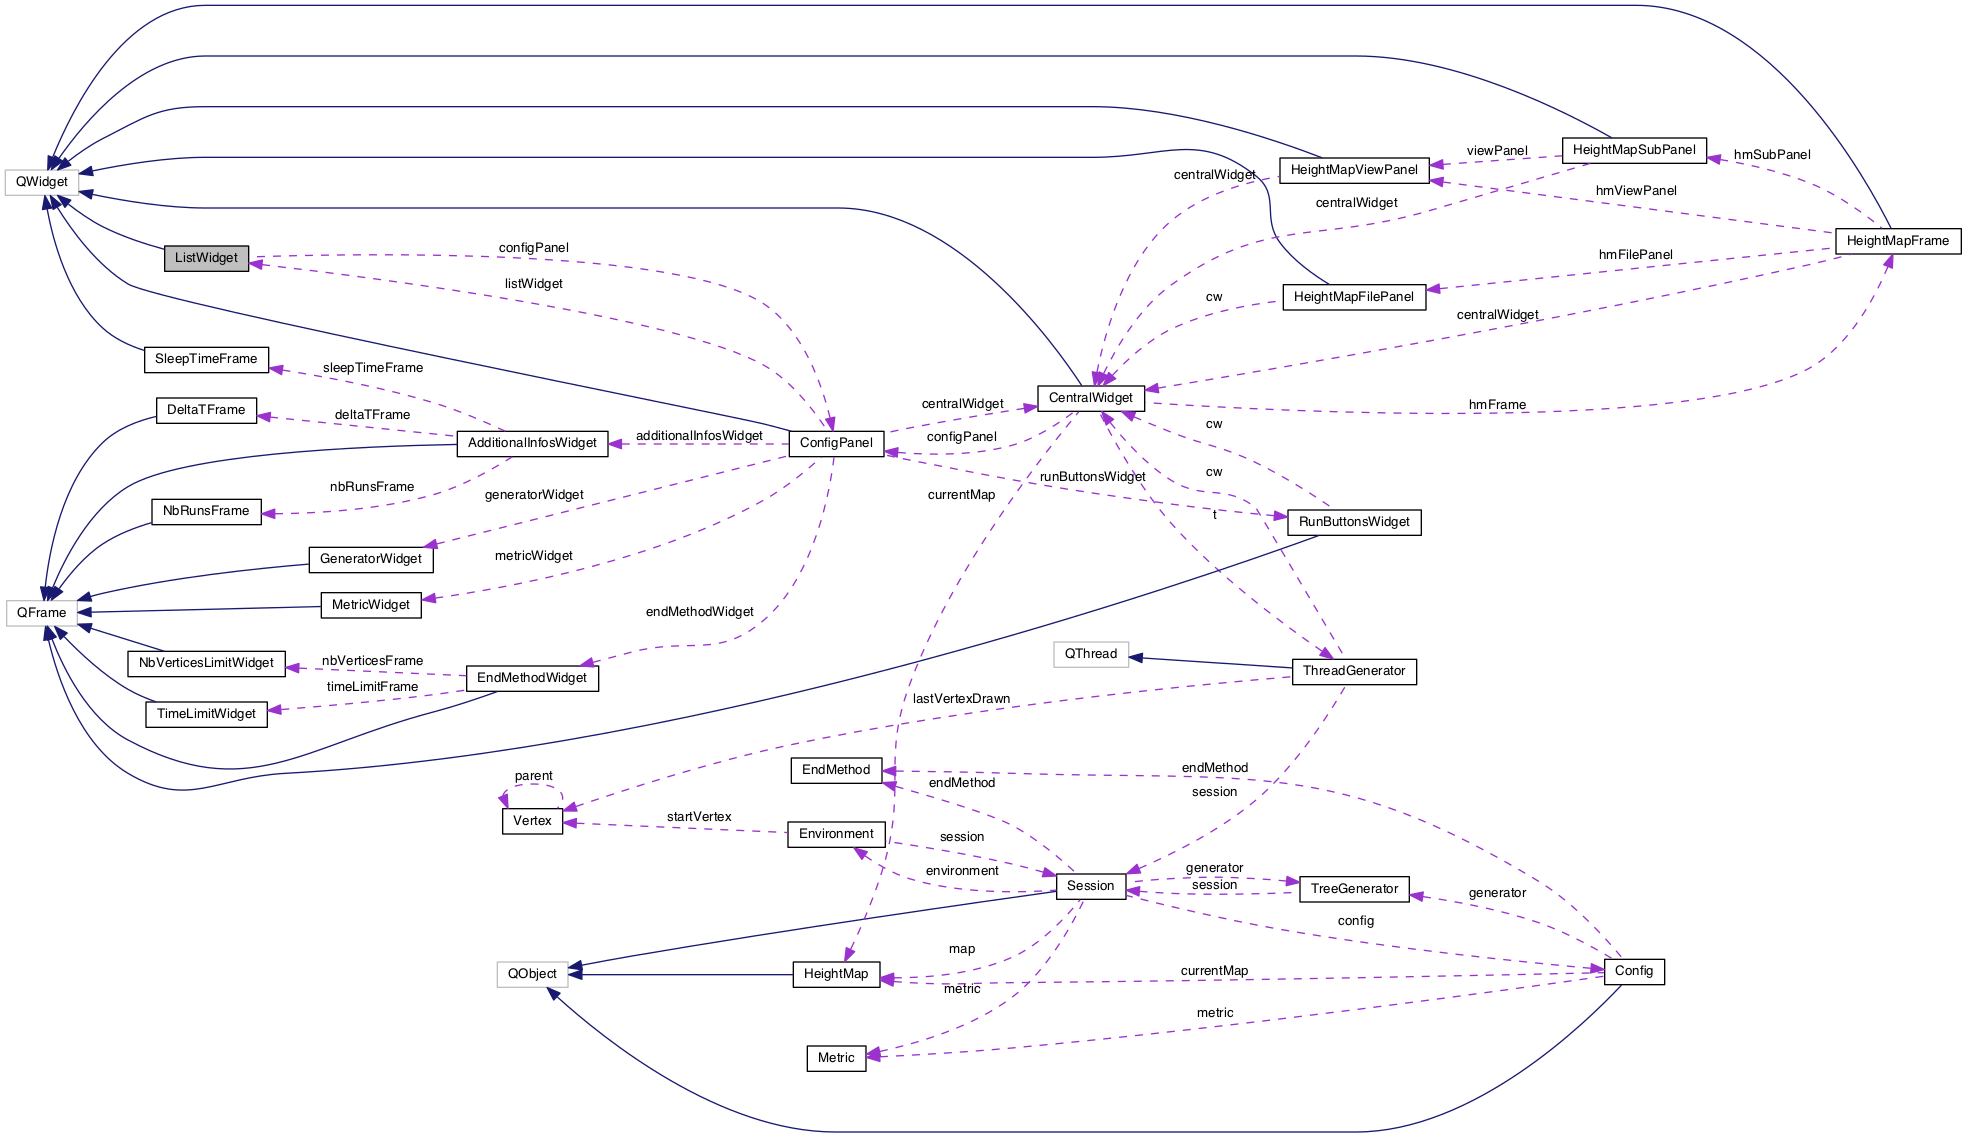 HeightMapSubPanel
viewPanel
hmSubPanel
HeightMapViewPanel
centralWidget
QWidget
hmViewPanel
centralWidget
HeightMapFrame
configPanel
ListWidget
hmFilePanel
listWidget
cw
HeightMapFilePanel
centralWidget
SleepTimeFrame
sleepTimeFrame
CentralWidget
centralWidget
hmFrame
DeltaTFrame
deltaTFrame
cw
additionalInfosWidget
configPanel
AdditionalInfosWidget
ConfigPanel
cw
runButtonsWidget
nbRunsFrame
generatorWidget
currentMap
NbRunsFrame
t
RunButtonsWidget
metricWidget
GeneratorWidget
MetricWidget
QFrame
endMethodWidget
QThread
NbVerticesLimitWidget
nbVerticesFrame
ThreadGenerator
EndMethodWidget
timeLimitFrame
lastVertexDrawn
TimeLimitWidget
EndMethod
endMethod
parent
endMethod
session
Vertex
startVertex
Environment
session
environment
generator
Session
session
TreeGenerator
generator
config
map
QObject
HeightMap
currentMap
Config
metric
metric
Metric